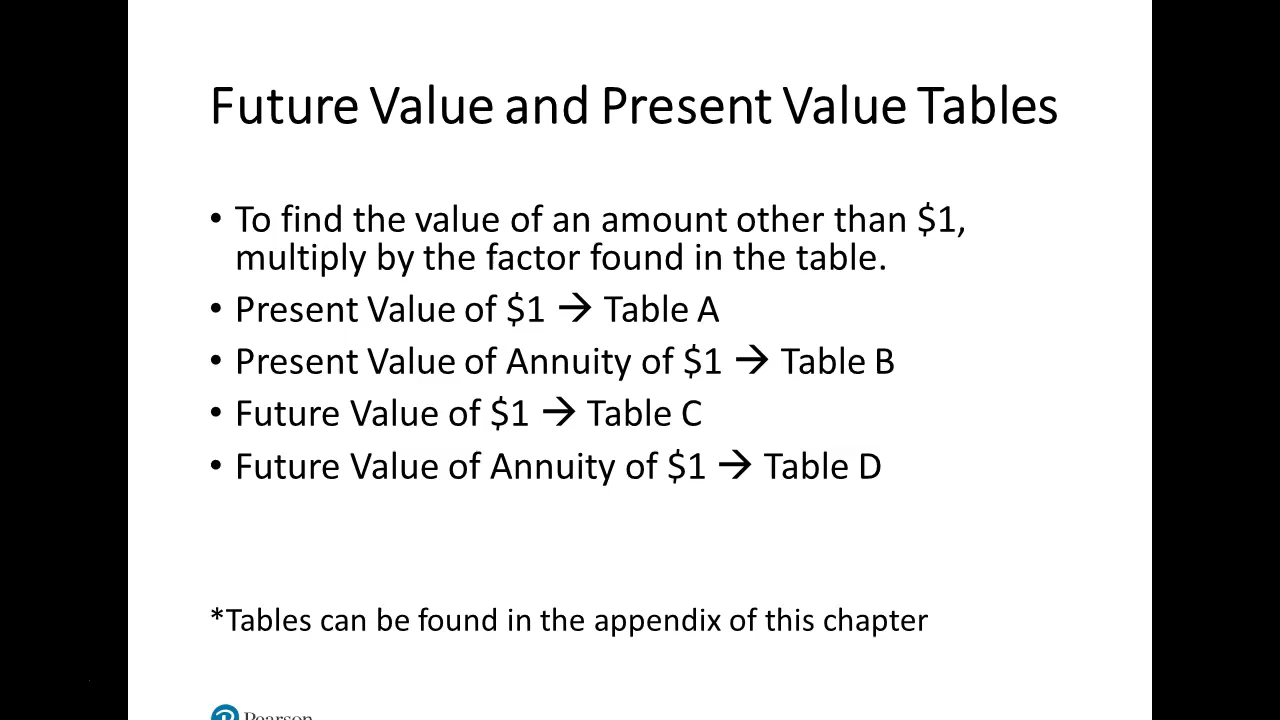 Future Value and Present Value Tables
• To find the value of an amount other than $1,
multiply by the factor found in the table.
• Present Value of $1 → Table A
• Present Value of Annuity of $1 → Table B
• Future Value of $1 → Table C
• Future Value of Annuity of $1 → Table D
*Tables can be found in the appendix of this chapter
Pearson